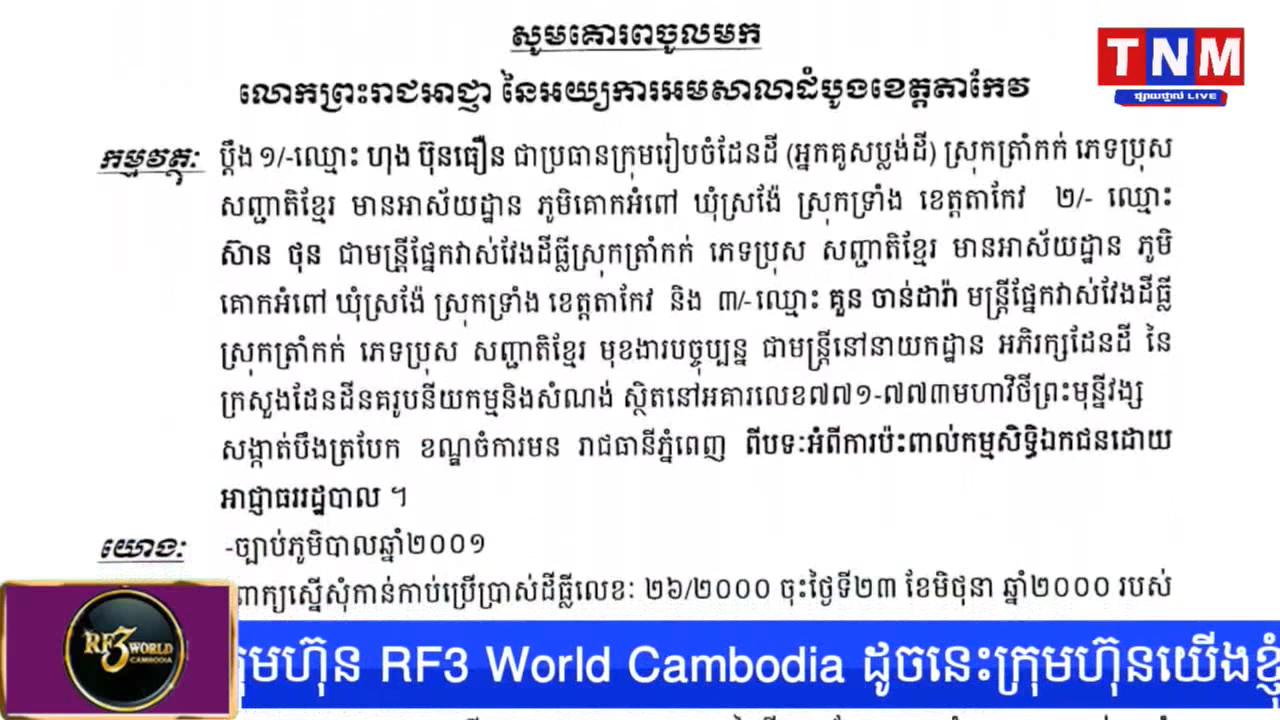 សូមគោរពចូលមក
លោកព្រះរាជអាជ្ញា នៃអយ្យការអមសាលាដំបូងខេត្តតាកែវ
TNM
ផ្សាយផ្ទាល់ LIVE
កម្មវត្ថុ៖ ប្តឹង ១/-ឈ្មោះ ហុង ប៊ុនធឿន ជាប្រធានក្រុមរៀបចំដែនដី (អ្នកគូសប្លង់ដី) ស្រុកត្រាំកក់ ភេទប្រុស
សញ្ជាតិខ្មែរ មានអាស័យដ្ឋាន ភូមិគោកអំពៅ ឃុំស្រង៉ែ ស្រុកទ្រាំង ខេត្តតាកែវ ២/- ឈ្មោះ
ស៊ាន ថុន ជាមន្ត្រីផ្នែកវាស់វែងដីធ្លីស្រុកត្រាំកក់ ភេទប្រុស សញ្ជាតិខ្មែរ មានអាស័យដ្ឋាន ភូមិ
គោកអំពៅ ឃុំស្រង៉ែ ស្រុកទ្រាំង ខេត្តតាកែវ និង ៣/- ឈ្មោះ គួន ចាន់ដារ៉ា មន្ត្រីផ្នែកវាស់វែងដីធ្លី
ស្រុកត្រាំកក់ ភេទប្រុស សញ្ជាតិខ្មែរ មុខងារបច្ចុប្បន្ន ជាមន្ត្រីនៅនាយកដ្ឋាន អភិរក្សដែនដី នៃ
ក្រសួងដែនដីនគរូបនីយកម្មនិងសំណង់ ស្ថិតនៅអគារលេខ៧៧១-៧៧៣មហាវិថីព្រះមុន្នីវង្ស
សង្កាត់បឹងត្របែក ខណ្ឌចំការមន រាជធានីភ្នំពេញ ពីបទ៖អំពីការប៉ះពាល់កម្មសិទ្ធិឯកជនដោយ
អាជ្ញាធររដ្ឋបាល ។
យោង៖ -ច្បាប់ភូមិបាលឆ្នាំ២០០១
ពាក្យស្នើសុំកាន់កាប់ប្រើប្រាស់ដីធ្លីលេខ៖ ២៦/២០០០ ចុះថ្ងៃទី២៣ ខែមិថុនា ឆ្នាំ២០០០ របស់
RF3 WORLD
CAMBODIA
ក្រុមហ៊ុន RF3 World Cambodia ដូចនេះក្រុមហ៊ុនយើងខ្ញុំ